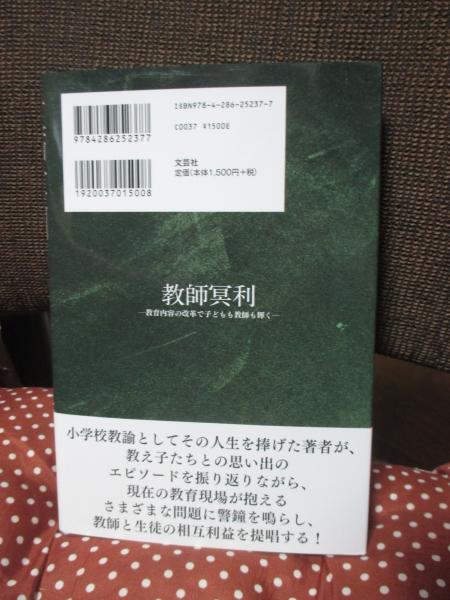 ISBN978-4-286-25237-7
C0037 ¥1500E
文芸社
定価(本体1,500円+税)
9784286252377
1920037015008
教師冥利
―教育内容の改革で子どもも教師も輝く―
小学校教諭としてその人生を捧げた著者が、
教え子たちとの思い出の
エピソードを振り返りながら、
現在の教育現場が抱える
さまざまな問題に警鐘を鳴らし、
教師と生徒の相互利益を提唱する！